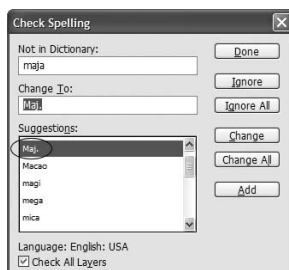 Check Spelling
Not in Dictionary:
maja
Done
Change To:
Maj.
Ignore
Ignore All
Suggestions:
Maj.
Macao
magi
mega
mica
Change
Change All
Add
Language: English: USA
Check All Layers